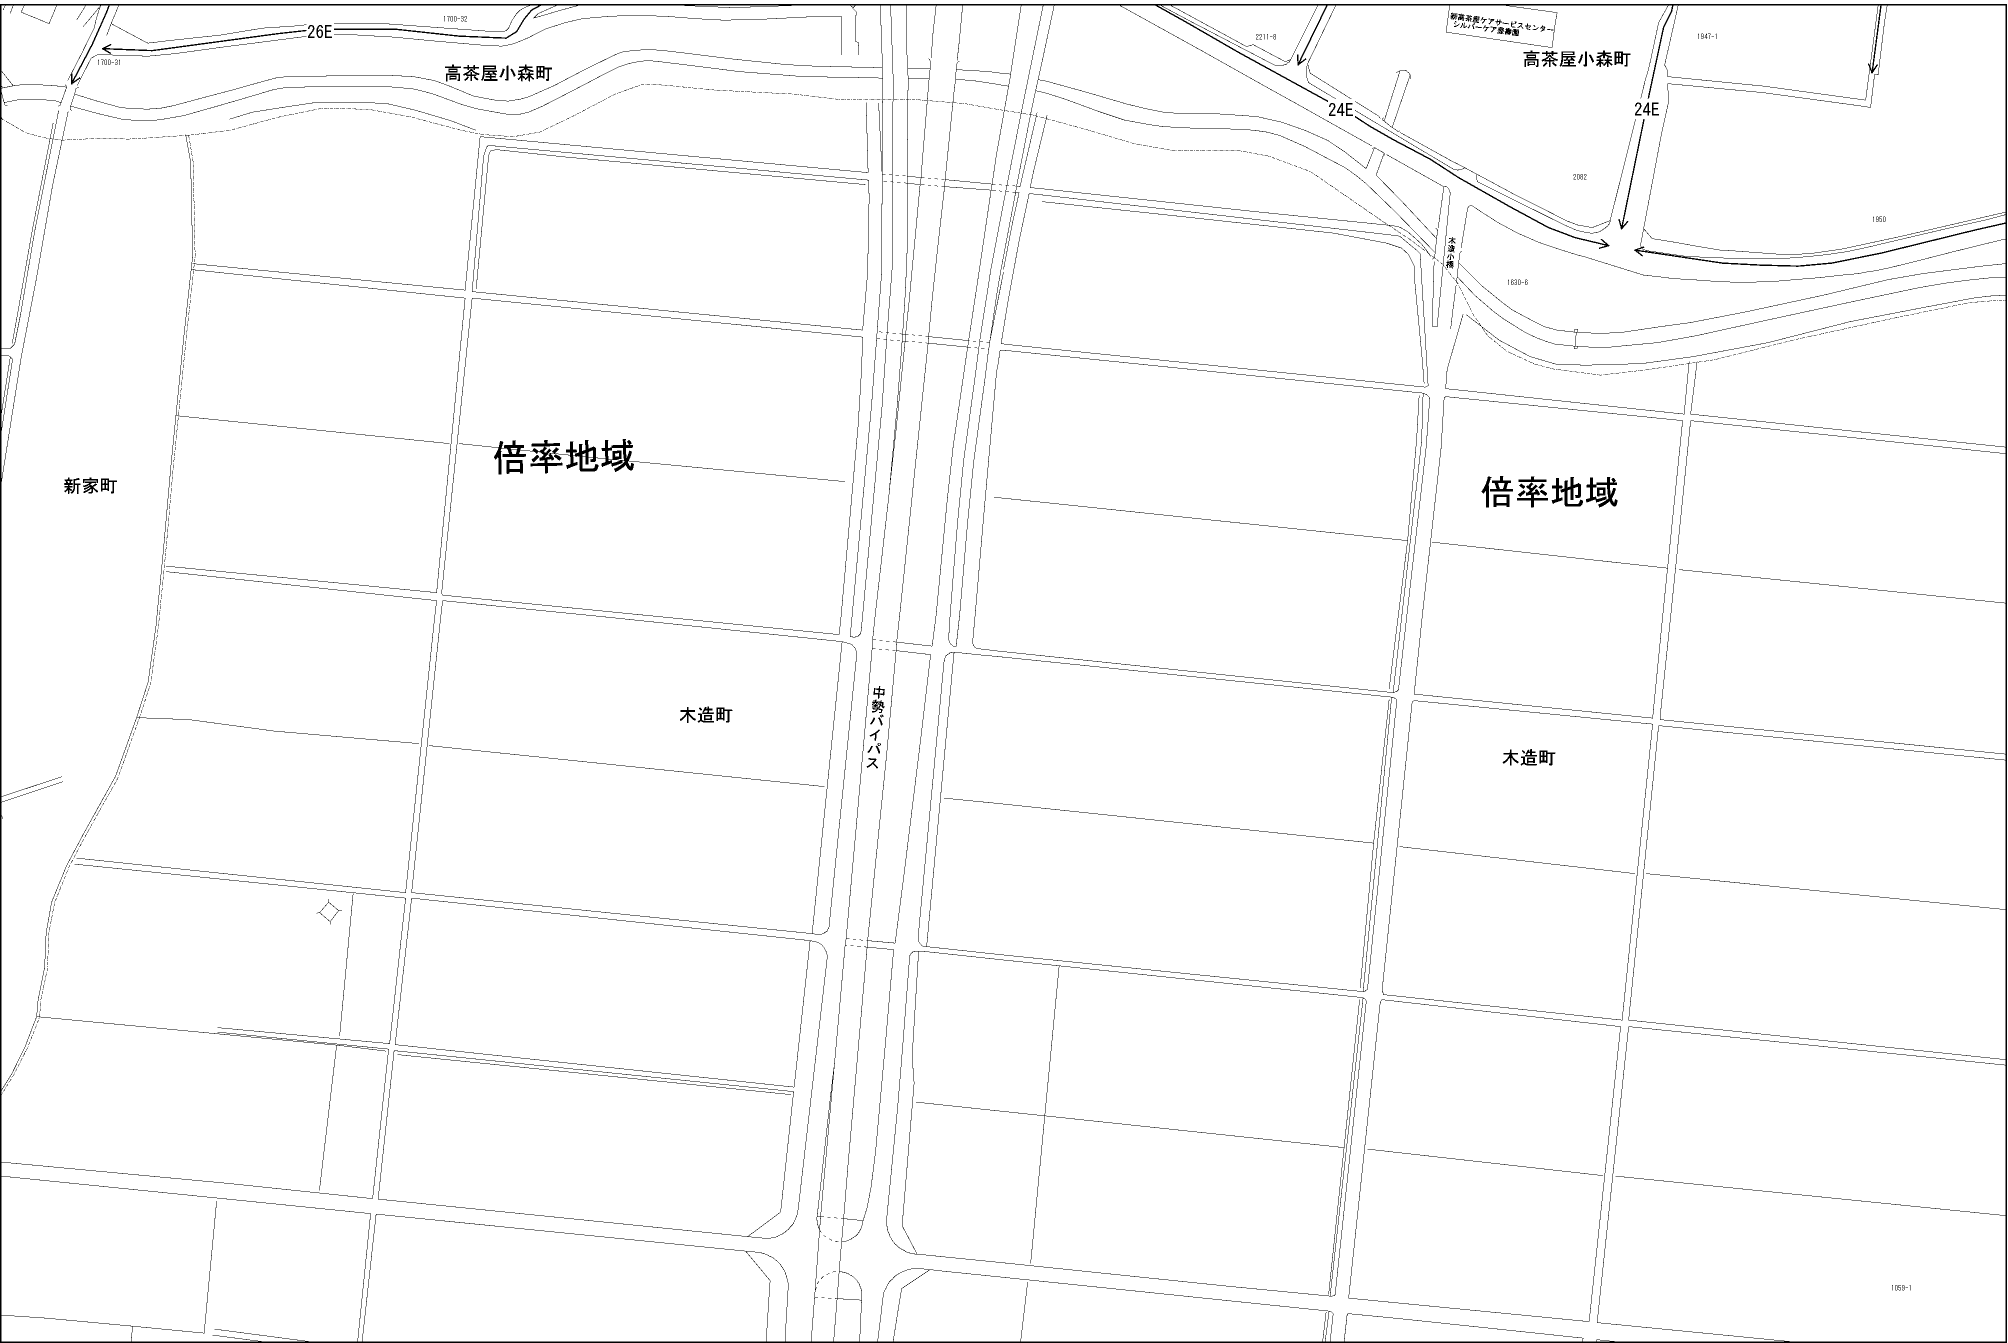 1700-32
26E
1700-31
高茶屋小森町
2211-8
新高茶屋ケアサービスセンター
シルバーケア豊壽園
1947-1
高茶屋小森町
24E
24E
2082
1950
木造小橋
1630-6
倍率地域
新家町
倍率地域
中勢バイパス
木造町
木造町
1059-1